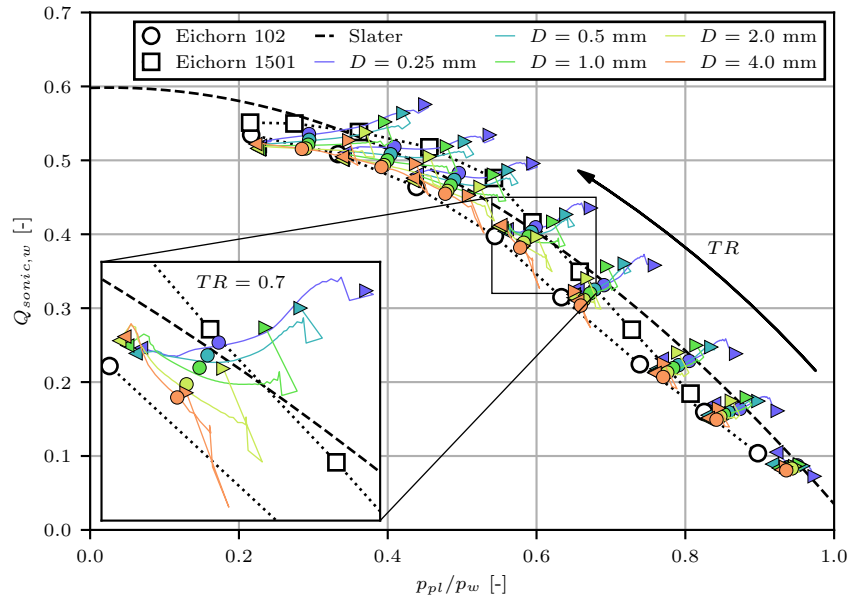 0.7
0.6
0.5
0.4
0.3
0.2
0.1
0.0
Q_{sonic,w} [-]
Eichorn 102
Eichorn 1501
Slater
D = 0.25 mm
D = 0.5 mm
D = 1.0 mm
D = 2.0 mm
D = 4.0 mm
TR
TR = 0.7
0.0 0.2 0.4 0.6 0.8 1.0
p_{pl}/p_w [-]